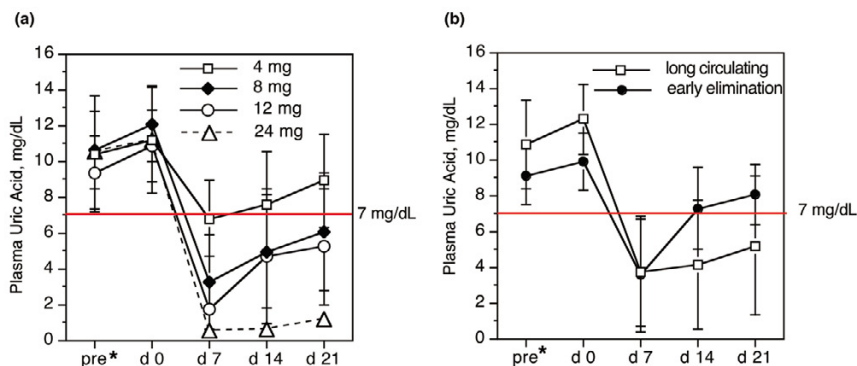 (a)
Plasma Uric Acid, mg/dL
16
14
12
10
8
6
4
2
0
4 mg
8 mg
12 mg
24 mg
7 mg/dL
pre* d 0 d 7 d 14 d 21
(b)
Plasma Uric Acid, mg/dL
16
14
12
10
8
6
4
2
0
long circulating
early elimination
7 mg/dL
pre* d 0 d 7 d 14 d 21